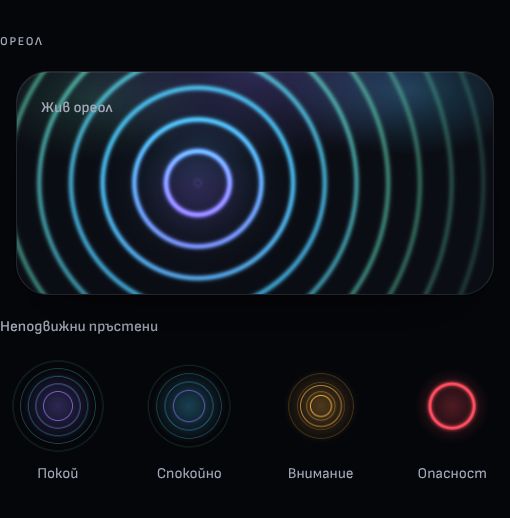 ОРЕОЛ
Жив ореол
Неподвижни пръстени
Покой
Спокойно
Внимание
Опасност